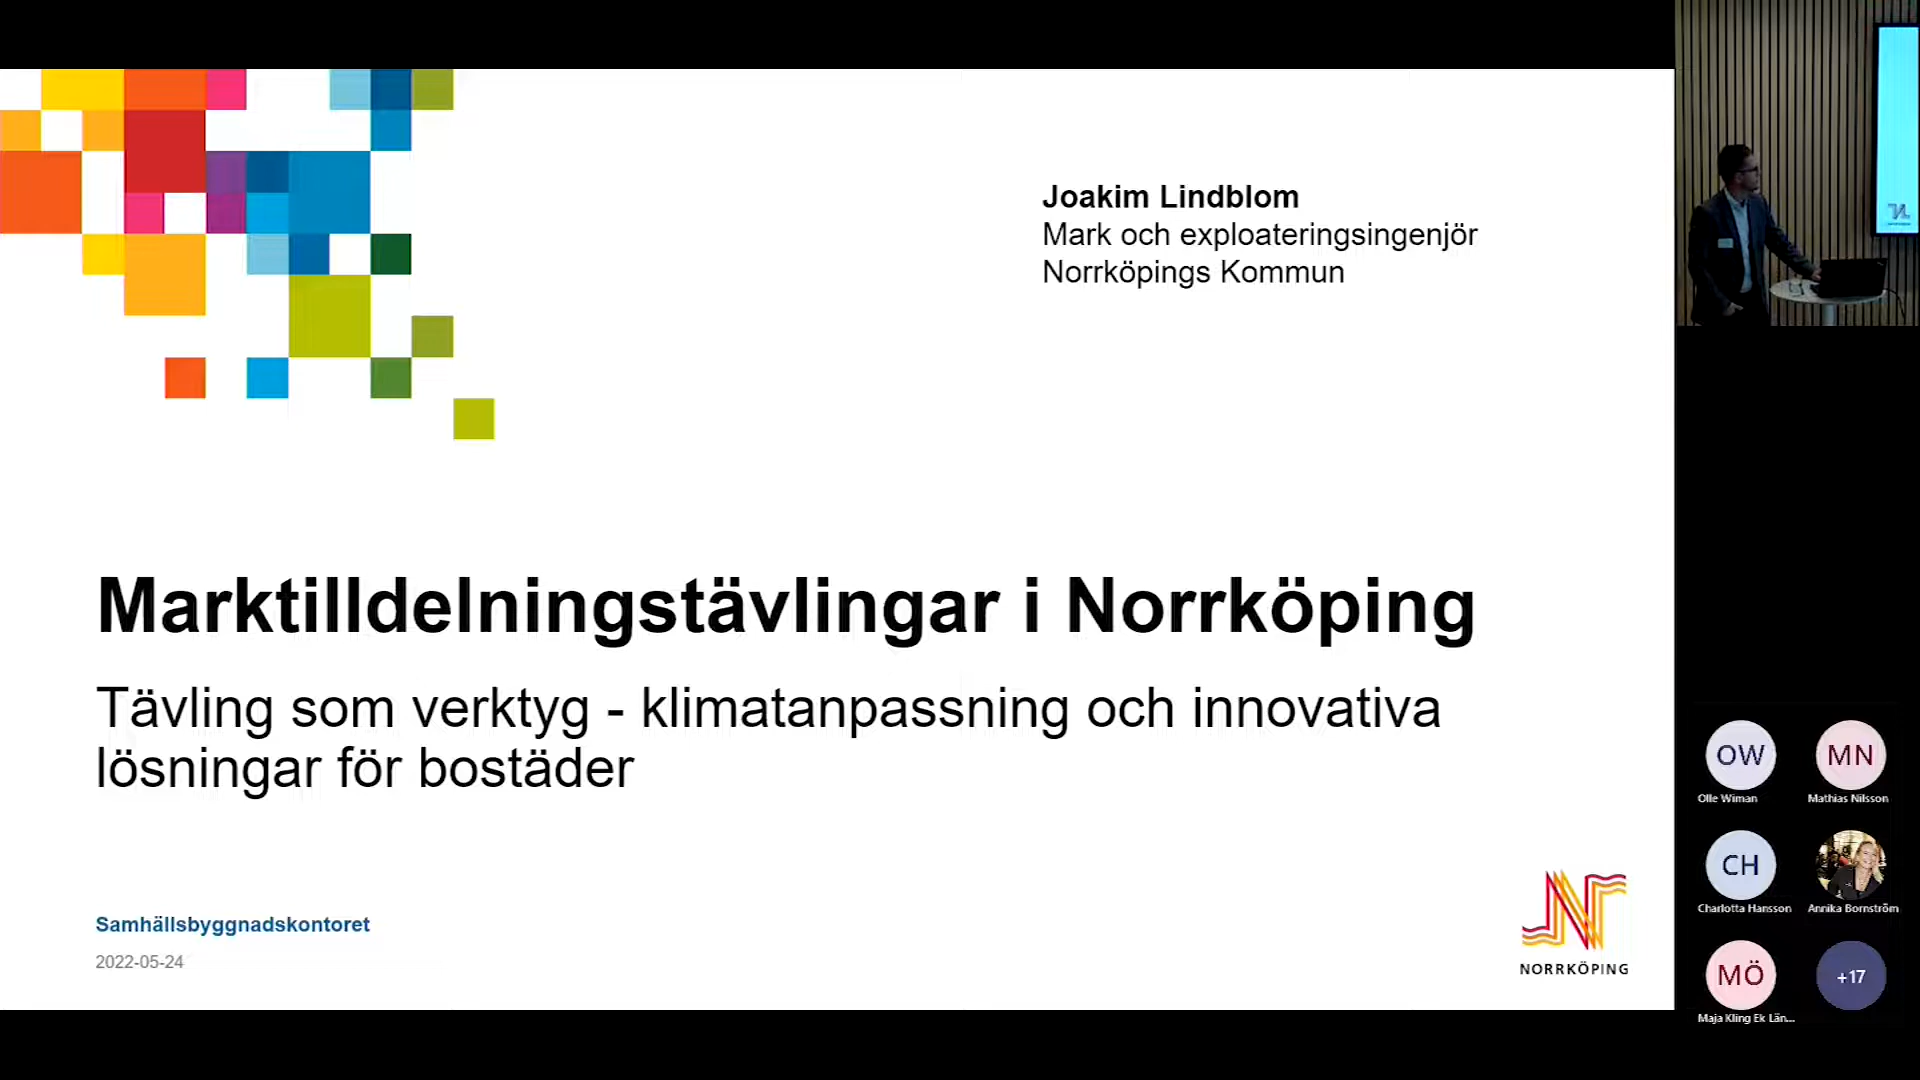 Joakim Lindblom
Mark och exploateringsingenjör
Norrköpings Kommun
Marktilldelningstävlingar i Norrköping
Tävling som verktyg - klimatanpassning och innovativa
lösningar för bostäder
Samhällsbyggnadskontoret
2022-05-24
NORRKÖPING
OW
MN
Olle Wiman
Mathias Nilsson
CH
Charlotta Hansson
Annika Bornström
MÖ
+17
Maja Kling Ek Län...